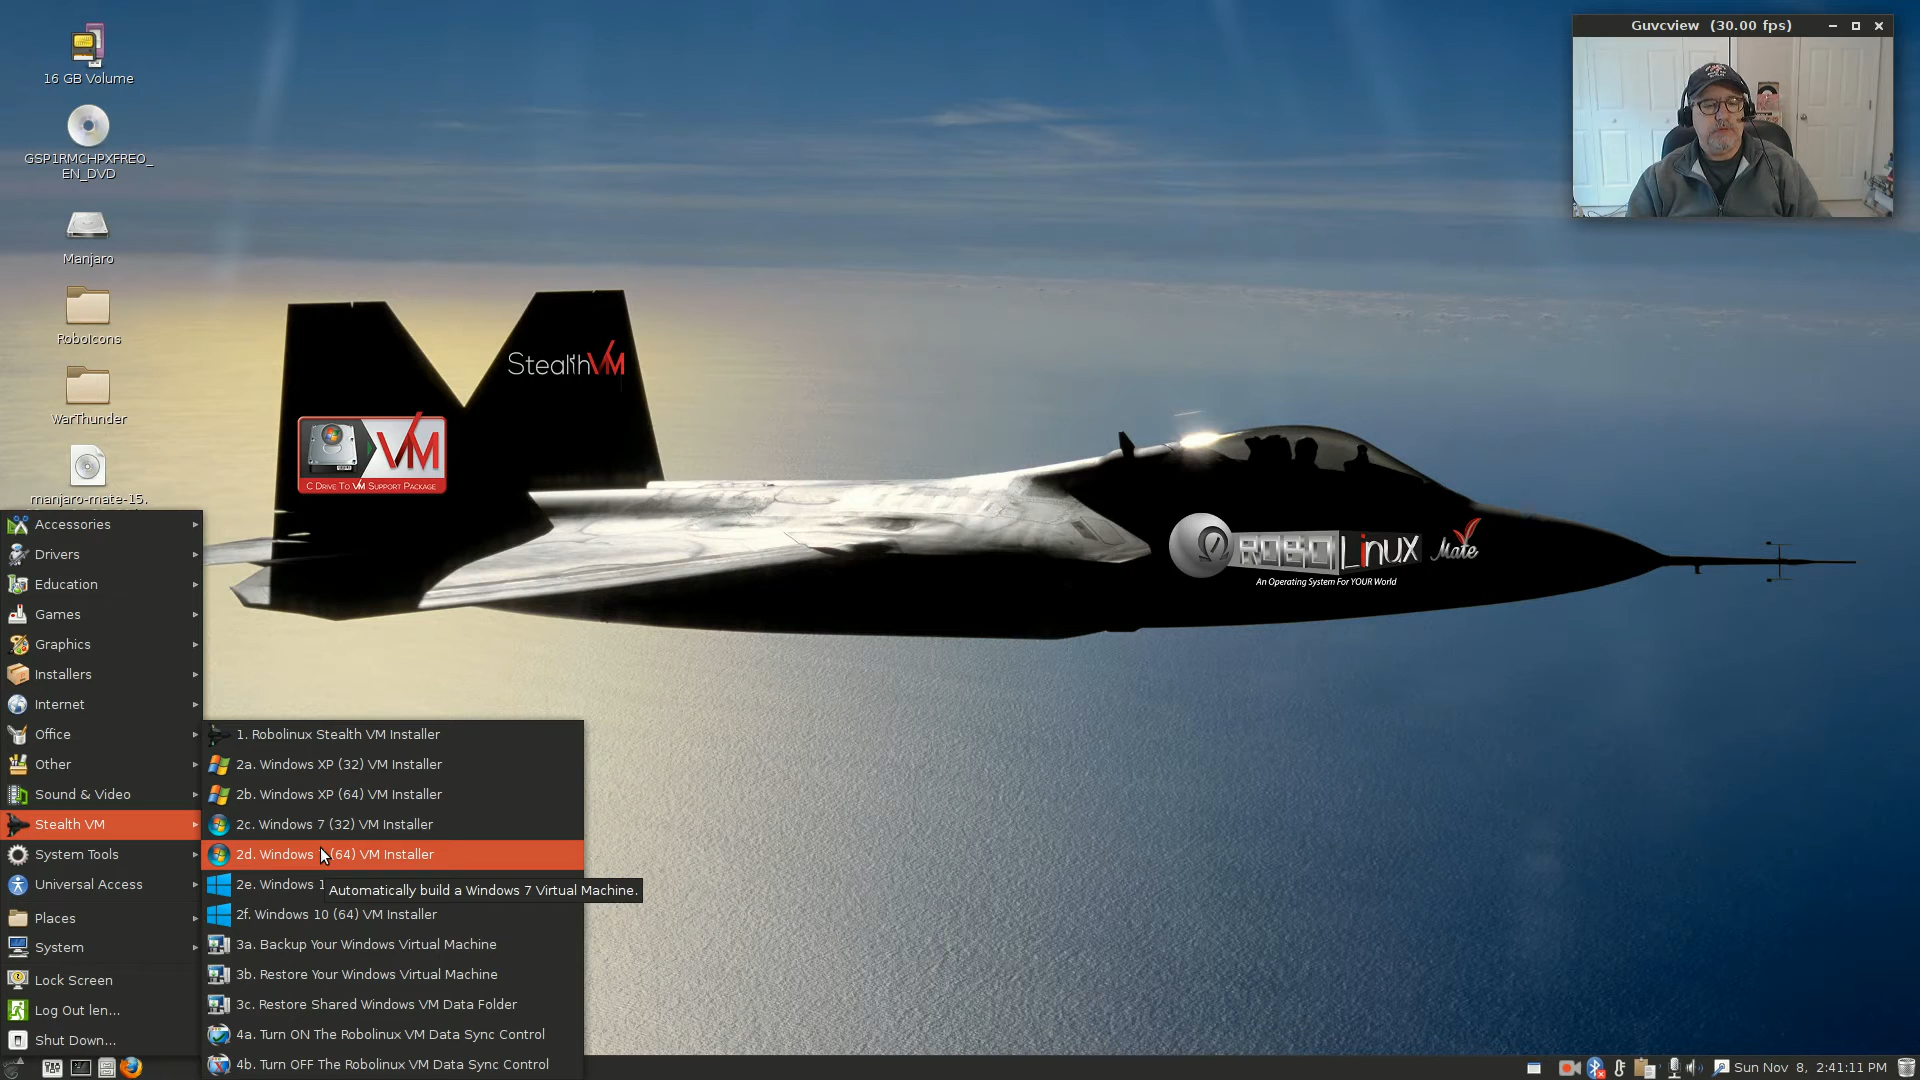 16 GB Volume
GSP1RMCHPXFREO_
EN_DVD
Manjaro
RoboIcons
WarThunder
manjaro-mate-15.
Guvcview (30.00 fps)
StealthVM
VM
C Drive To VM Support Package
ROBOLinux Mate
An Operating System For YOUR World
Accessories
Drivers
Education
Games
Graphics
Installers
Internet
Office
Other
Sound & Video
Stealth VM
System Tools
Universal Access
Places
System
Lock Screen
Log Out len...
Shut Down...
1. Robolinux Stealth VM Installer
2a. Windows XP (32) VM Installer
2b. Windows XP (64) VM Installer
2c. Windows 7 (32) VM Installer
2d. Windows (64) VM Installer
2e. Windows 1
Automatically build a Windows 7 Virtual Machine.
2f. Windows 10 (64) VM Installer
3a. Backup Your Windows Virtual Machine
3b. Restore Your Windows Virtual Machine
3c. Restore Shared Windows VM Data Folder
4a. Turn ON The Robolinux VM Data Sync Control
4b. Turn OFF The Robolinux VM Data Sync Control
Sun Nov 8, 2:41:11 PM